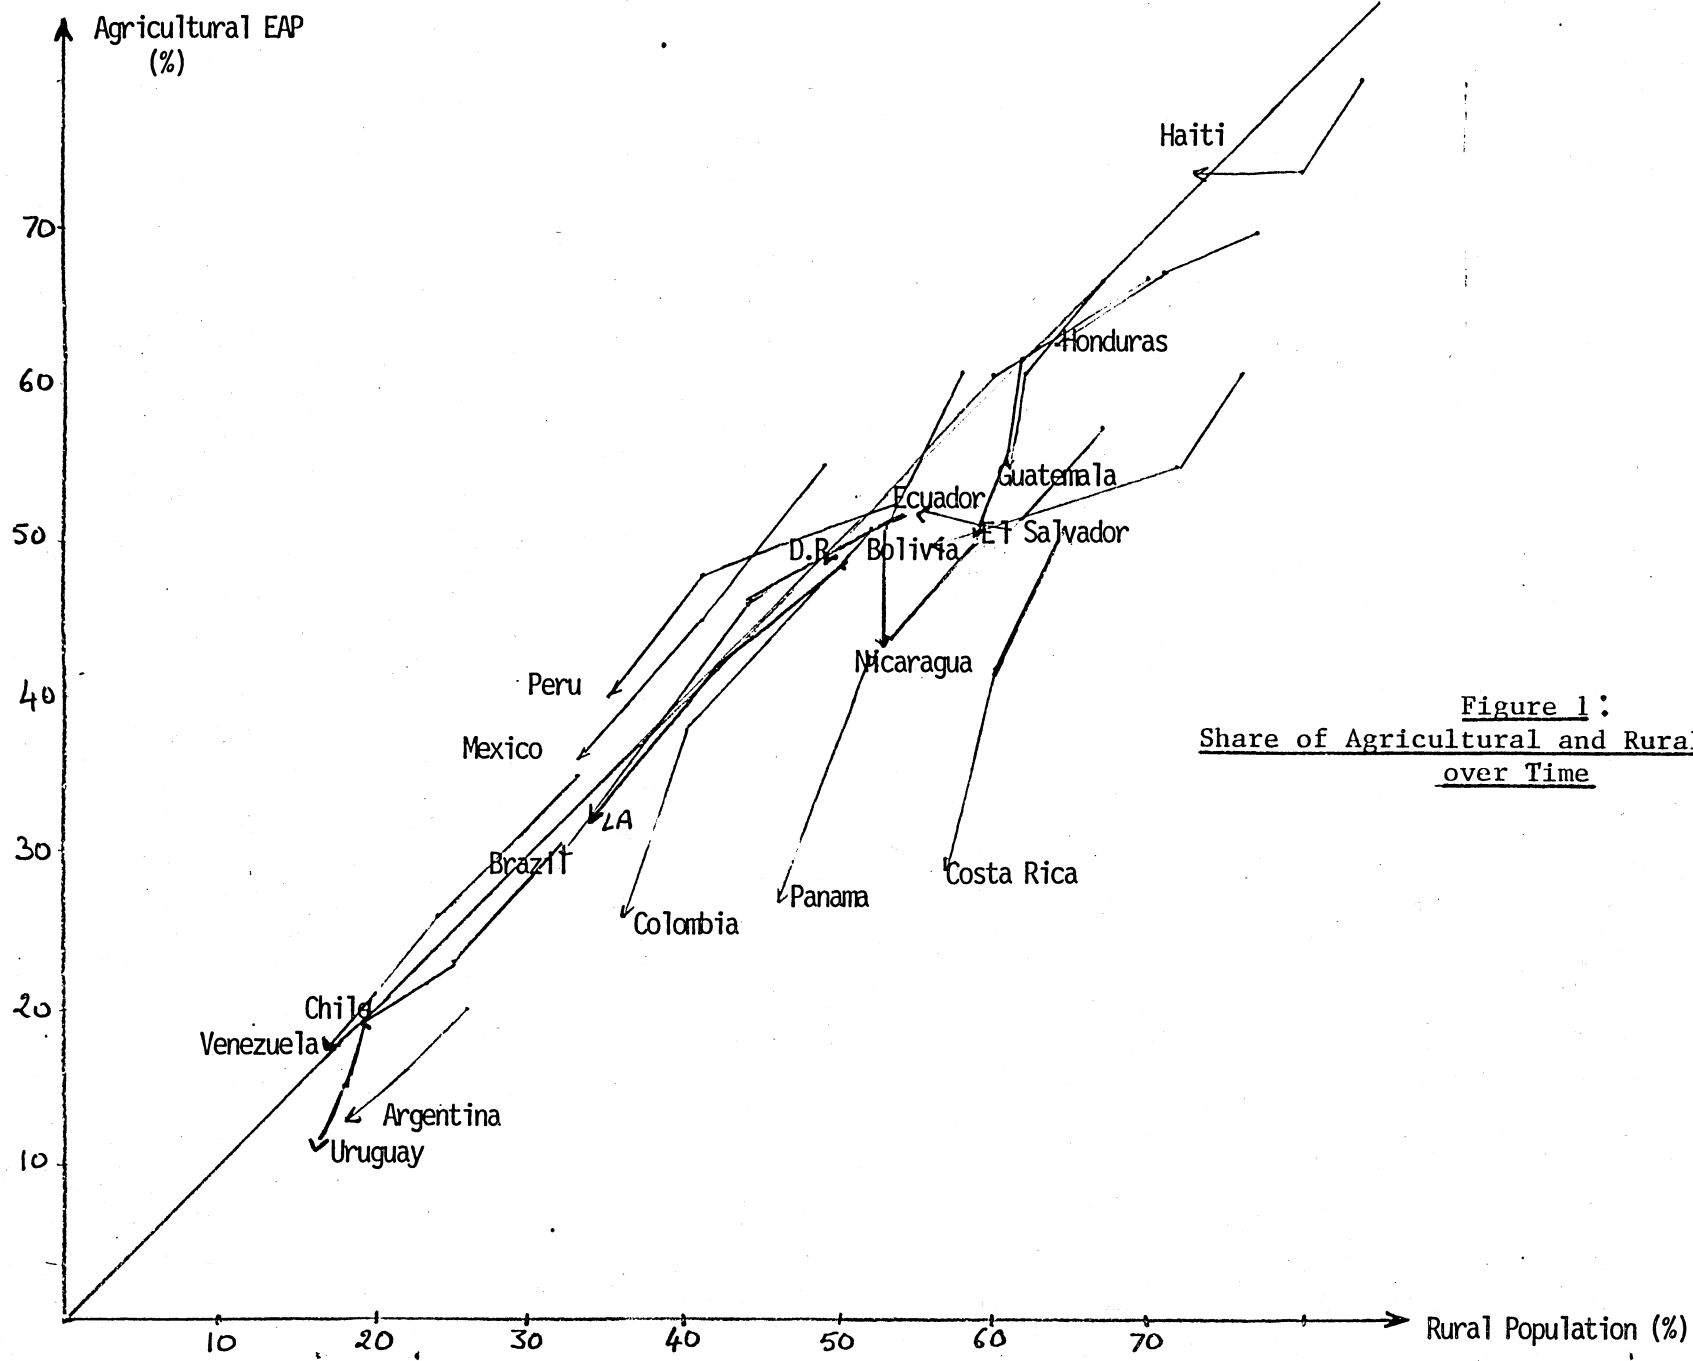 Agricultural EAP
(%)
Haiti
70
Honduras
60
Guatemala
Ecuador
50
El Salvador
D.R.
Bolivia
Nicaragua
Peru
40
Figure 1:
Mexico
Share of Agricultural and Rural
over Time
LA
30
Brazil
Costa Rica
Panama
Colombia
20
Chile
Venezuela
Argentina
Uruguay
10
10 20 30 40 50 60 70
Rural Population (%)